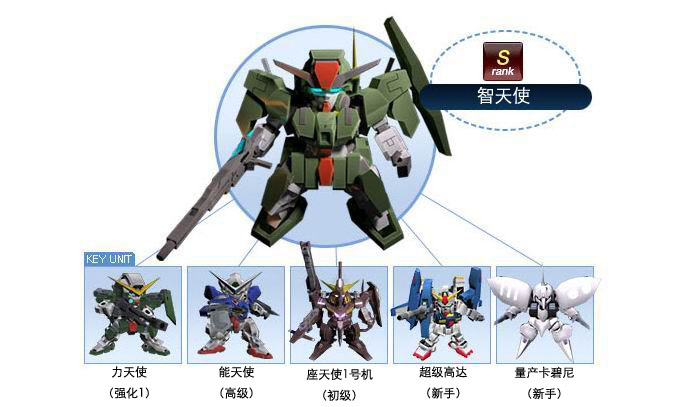 S
rank
智天使
KEY UNIT
力天使
（强化1）
能天使
（高级）
座天使1号机
（初级）
超级高达
（新手）
量产卡碧尼
（新手）